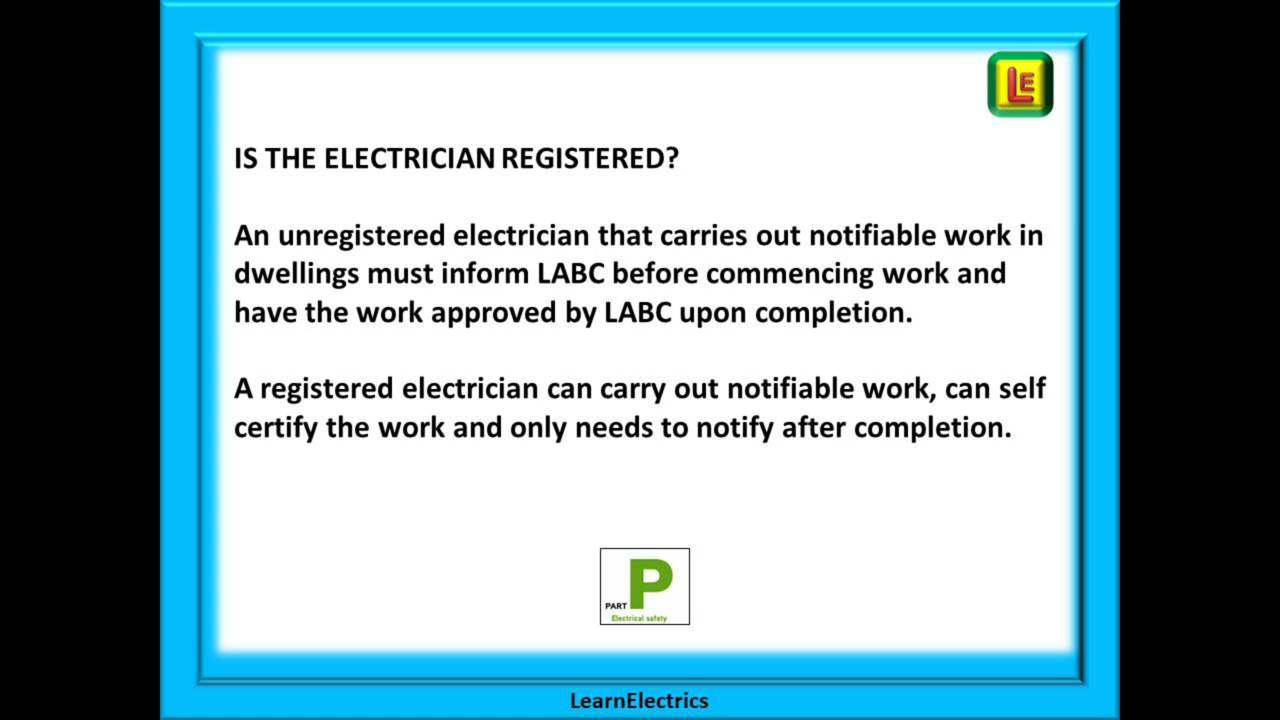 LE
IS THE ELECTRICIAN REGISTERED?
An unregistered electrician that carries out notifiable work in
dwellings must inform LABC before commencing work and
have the work approved by LABC upon completion.
A registered electrician can carry out notifiable work, can self
certify the work and only needs to notify after completion.
PART P
Electrical safety
LearnElectrics